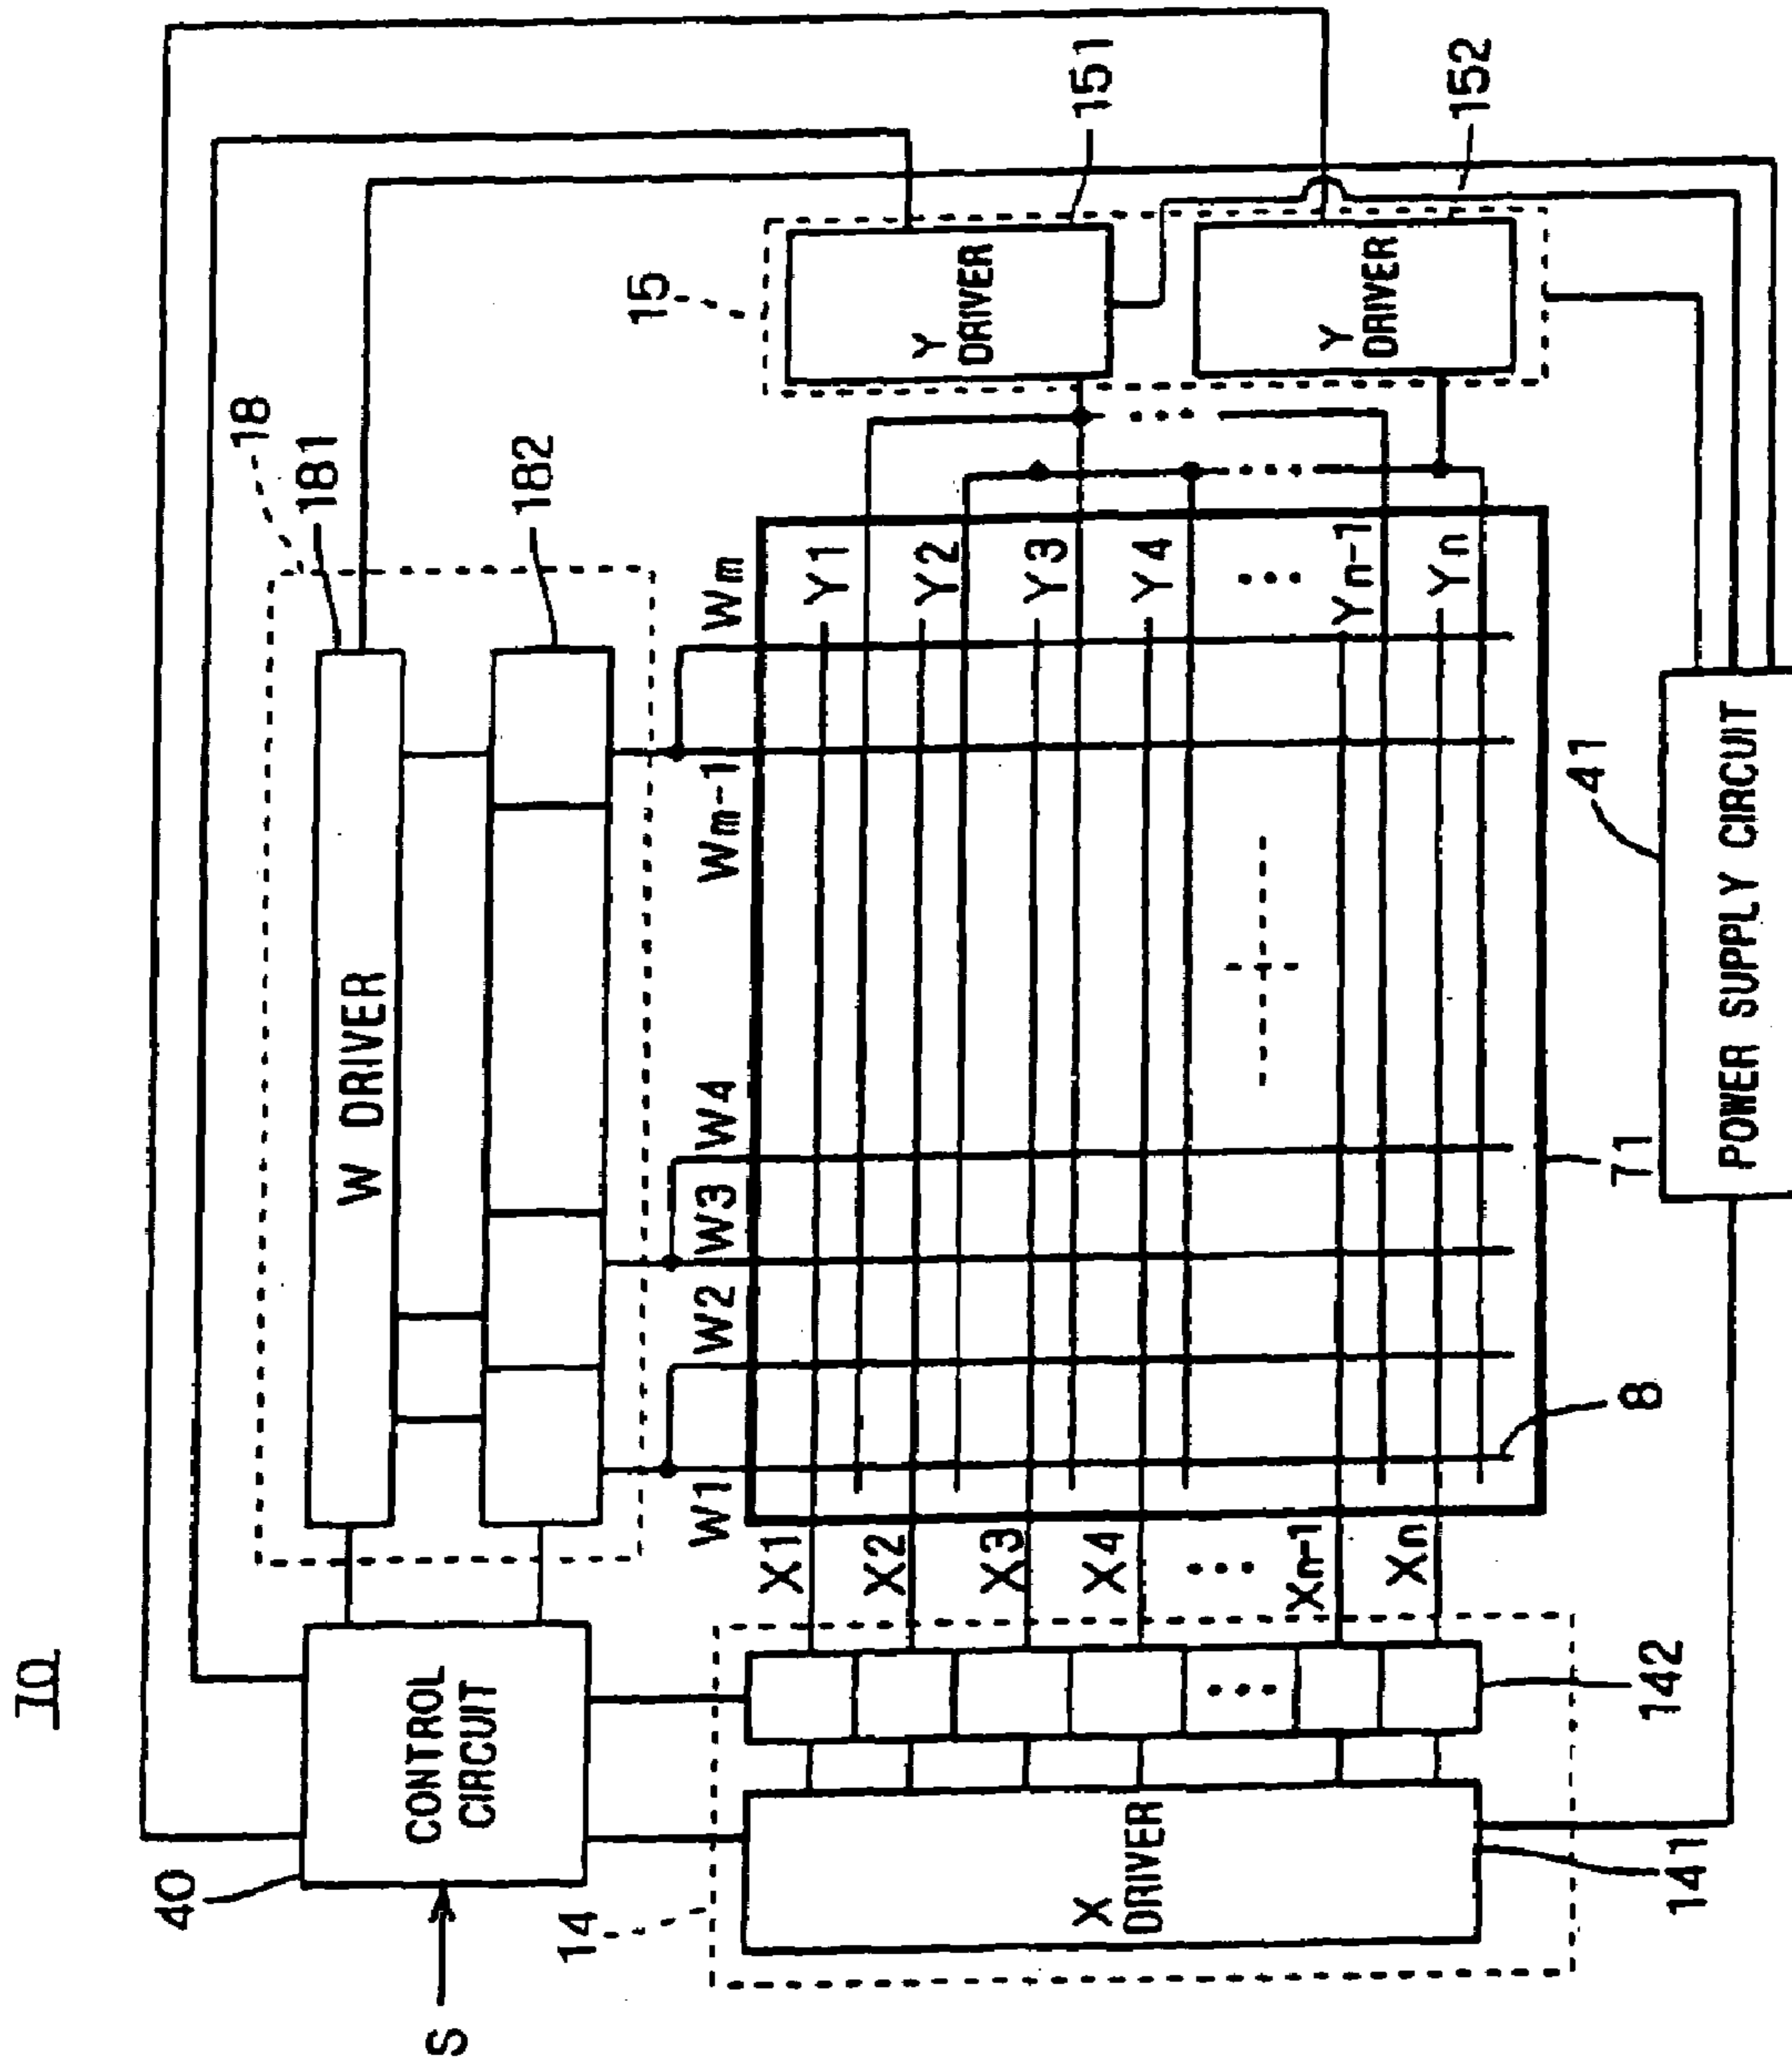 70
40
CONTROL
CIRCUIT
S
18
181
W DRIVER
182
W1
W2
W3
W4
Wm-1
Wm
14
X
DRIVER
141
142
X1
X2
X3
X4
...
Xn-1
Xn
Y1
Y2
Y3
Y4
...
Yn-1
Yn
8
71
15
Y
DRIVER
151
Y
DRIVER
152
41
POWER SUPPLY CIRCUIT